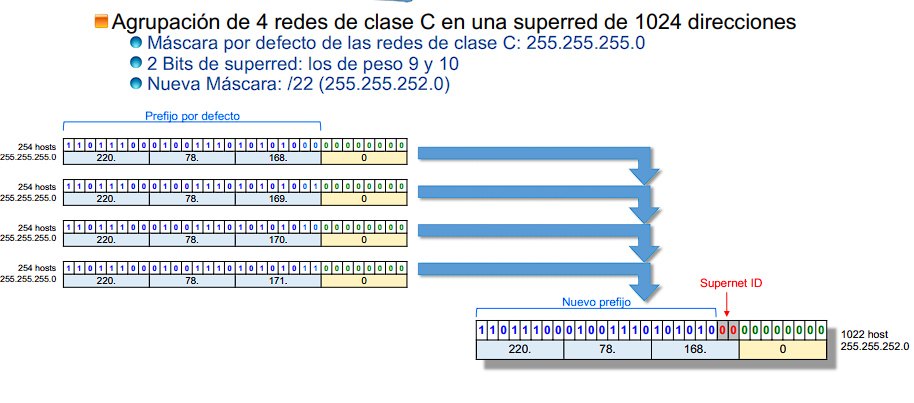 Agrupación de 4 redes de clase C en una superred de 1024 direcciones
Máscara por defecto de las redes de clase C: 255.255.255.0
2 Bits de superred: los de peso 9 y 10
Nueva Máscara: /22 (255.255.252.0)
Prefijo por defecto
254 hosts 1 1 0 1 1 1 0 0 0 1 0 0 1 1 1 0 1 0 1 0 1 0 0 0 0 0 0 0 0 0 0 0
255.255.255.0 220. 78. 168. 0
254 hosts 1 1 0 1 1 1 0 0 0 1 0 0 1 1 1 0 1 0 1 0 1 0 0 1 0 0 0 0 0 0 0 0
255.255.255.0 220. 78. 169. 0
254 hosts 1 1 0 1 1 1 0 0 0 1 0 0 1 1 1 0 1 0 1 0 1 0 1 0 0 0 0 0 0 0 0 0
255.255.255.0 220. 78. 170. 0
254 hosts 1 1 0 1 1 1 0 0 0 1 0 0 1 1 1 0 1 0 1 0 1 0 1 1 0 0 0 0 0 0 0 0
255.255.255.0 220. 78. 171. 0
Supernet ID
Nuevo prefijo
1 1 0 1 1 1 0 0 0 1 0 0 1 1 1 0 1 0 1 0 1 0 0 0 0 0 0 0 0 0 0 0 1022 host
220. 78. 168. 0 255.255.252.0